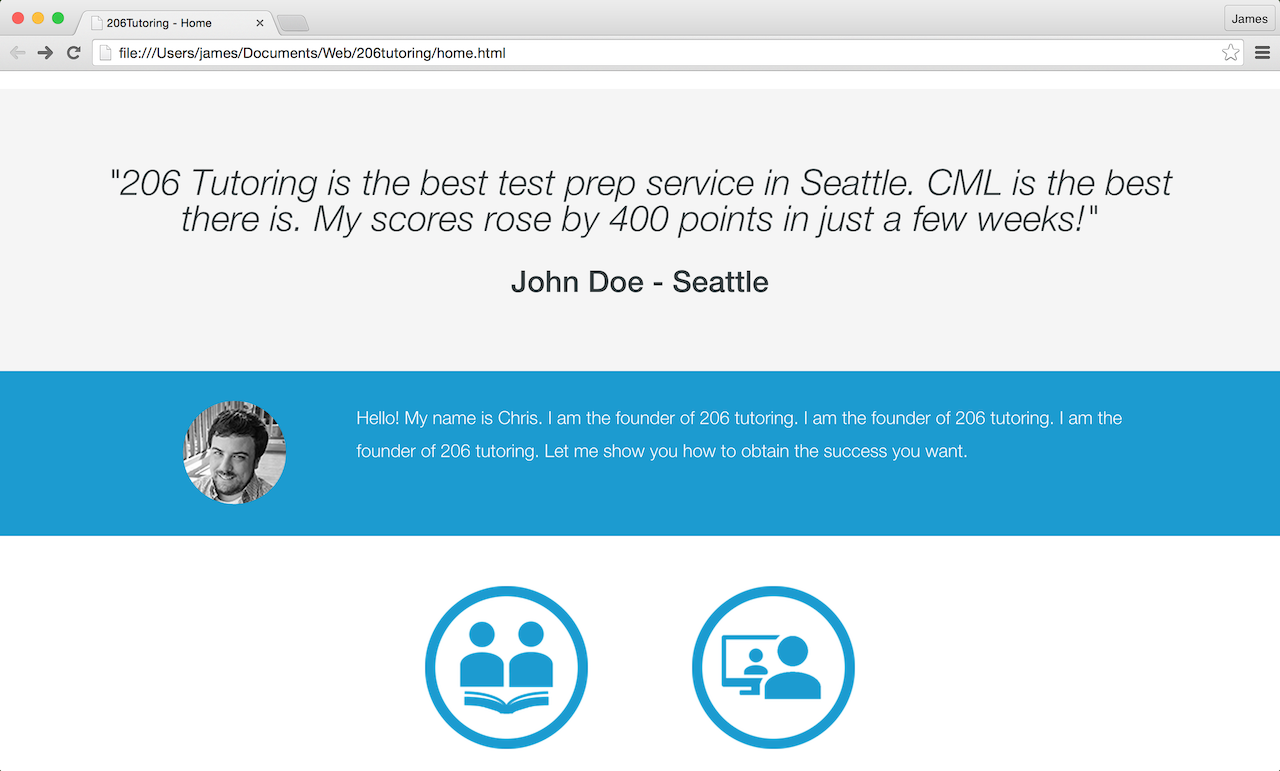 206Tutoring - Home
James
file:///Users/james/Documents/Web/206tutoring/home.html
"206 Tutoring is the best test prep service in Seattle. CML is the best
there is. My scores rose by 400 points in just a few weeks!"
John Doe - Seattle
Hello! My name is Chris. I am the founder of 206 tutoring. I am the founder of 206 tutoring. I am the
founder of 206 tutoring. Let me show you how to obtain the success you want.